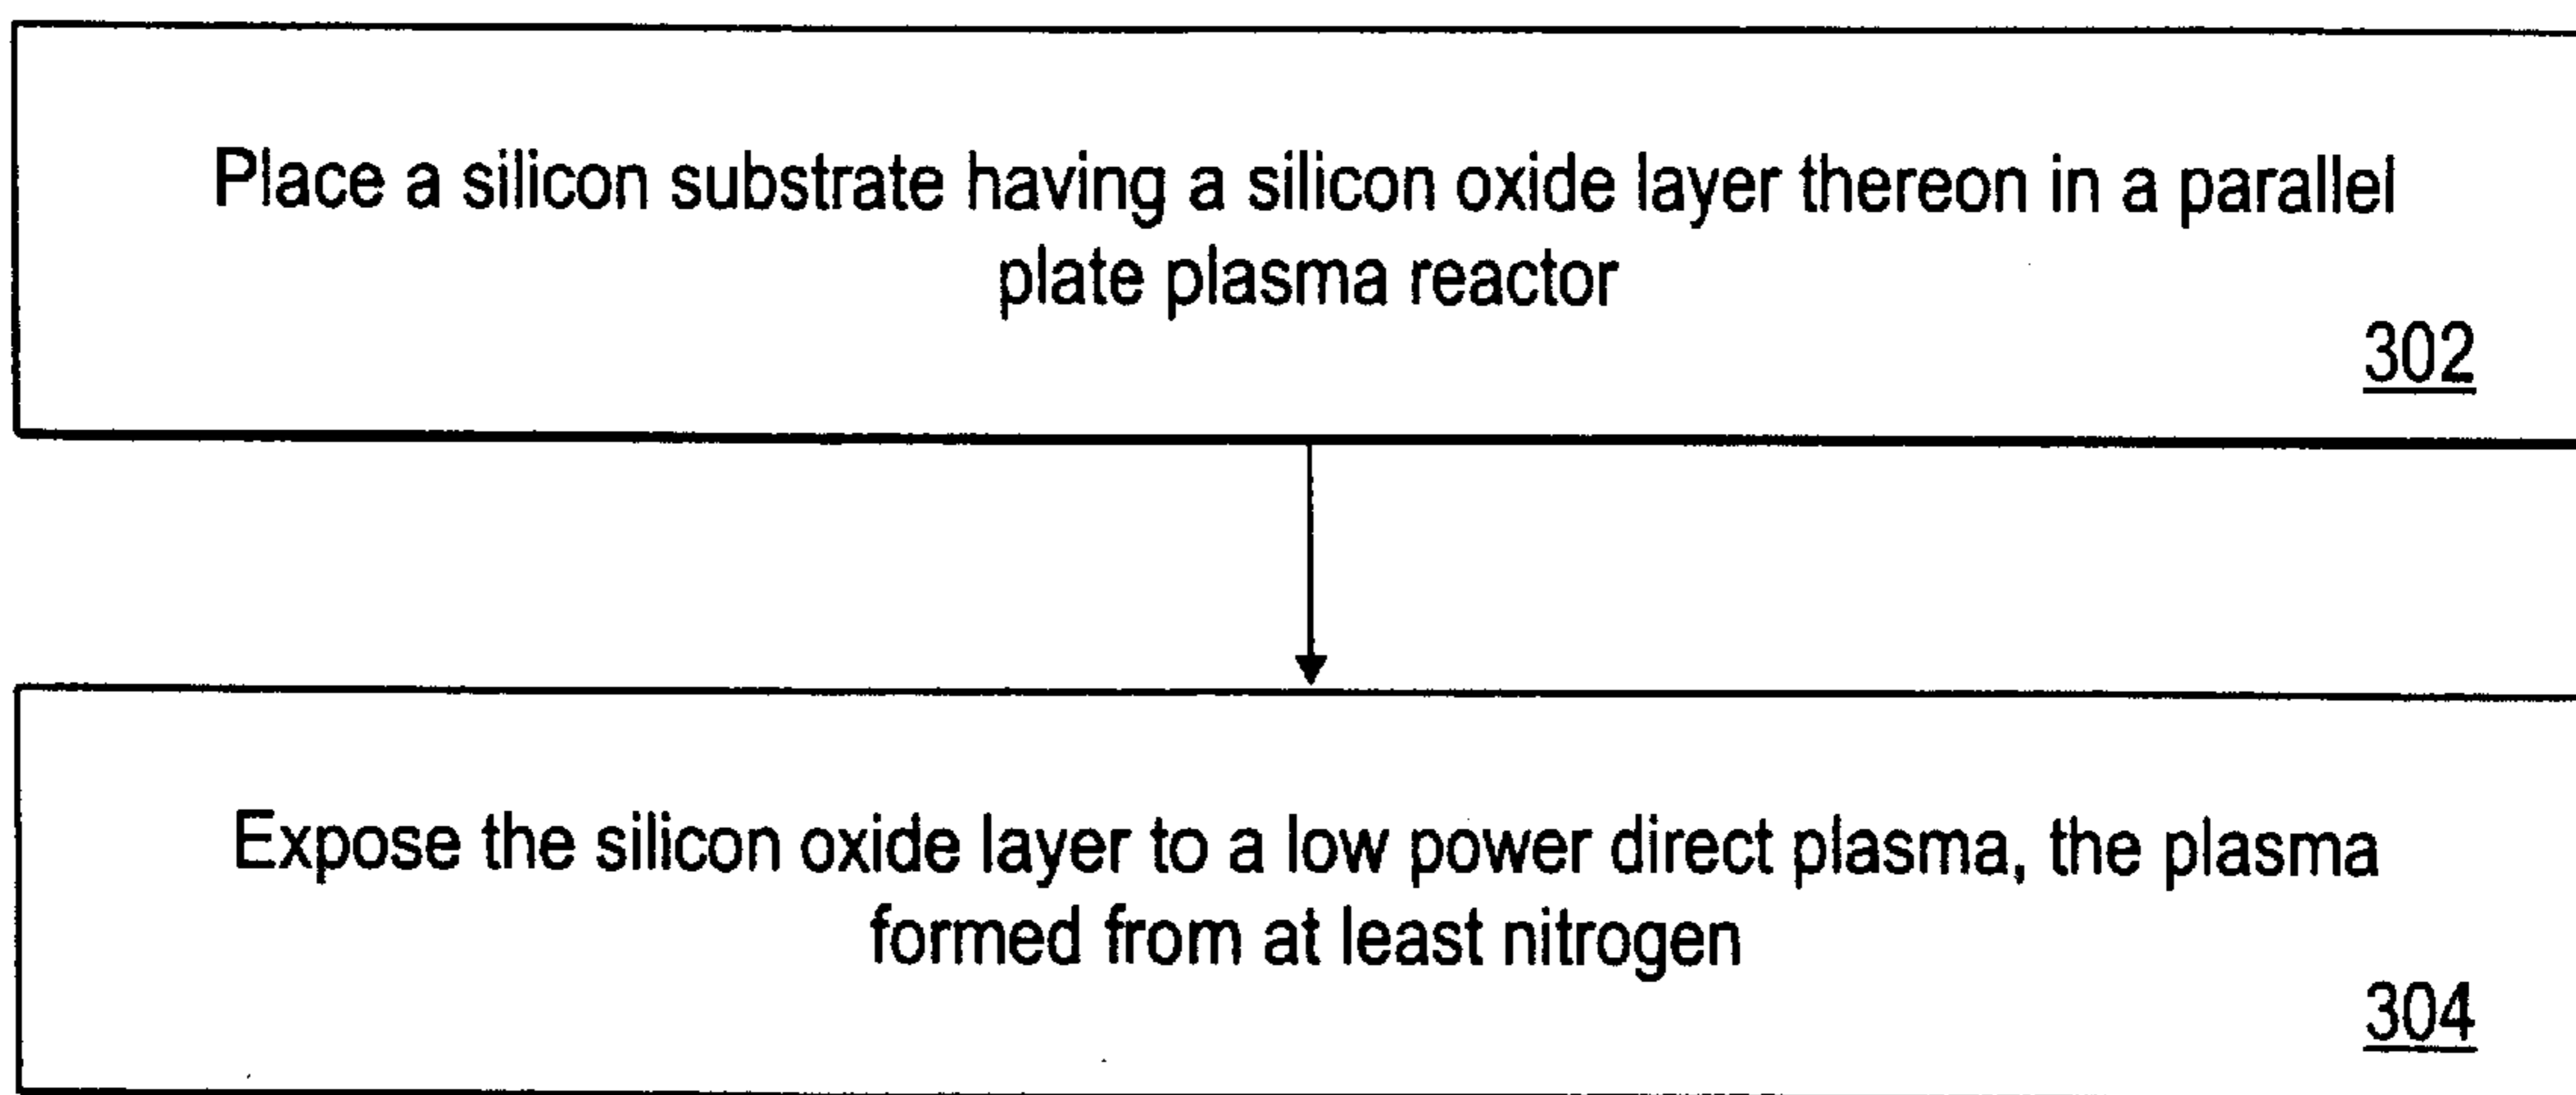 Place a silicon substrate having a silicon oxide layer thereon in a parallel
plate plasma reactor
302
Expose the silicon oxide layer to a low power direct plasma, the plasma
formed from at least nitrogen
304